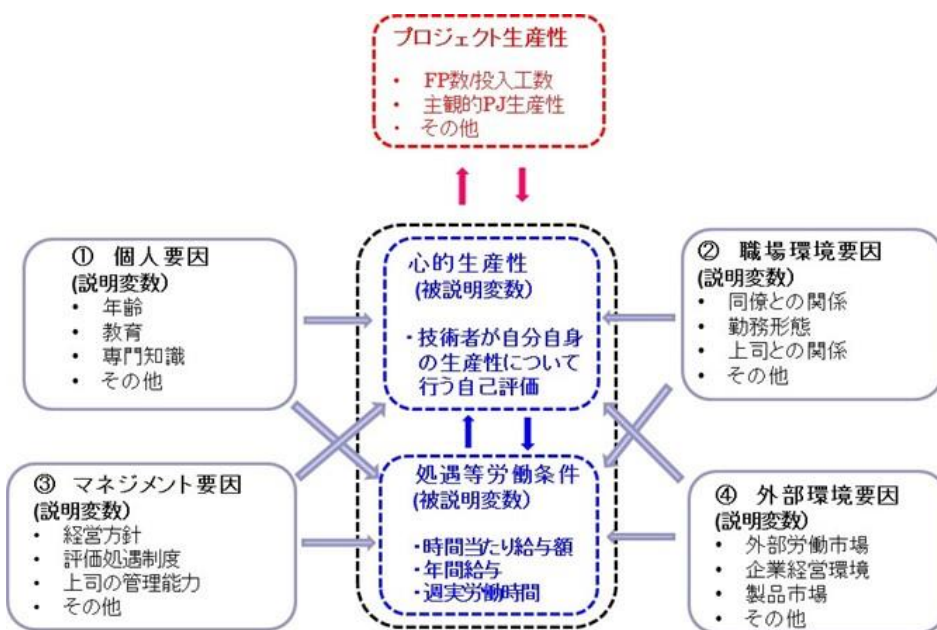 プロジェクト生産性
・ FP数/投入工数
・ 主観的PJ生産性
・ その他
① 個人要因
(説明変数)
・ 年齢
・ 教育
・ 専門知識
・ その他
心的生産性
(被説明変数)
・技術者が自分自身
の生産性について
行う自己評価
② 職場環境要因
(説明変数)
・ 同僚との関係
・ 勤務形態
・ 上司との関係
・ その他
③ マネジメント要因
(説明変数)
・ 経営方針
・ 評価処遇制度
・ 上司の管理能力
・ その他
処遇等労働条件
(被説明変数)
・時間当たり給与額
・年間給与
・週実労働時間
④ 外部環境要因
(説明変数)
・ 外部労働市場
・ 企業経営環境
・ 製品市場
・ その他